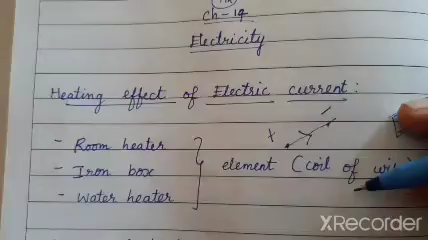 Ch - 14
Electricity
Heating effect of Electric current :
- Room heater
- Iron box
- Water heater
element (coil of
XRecorder